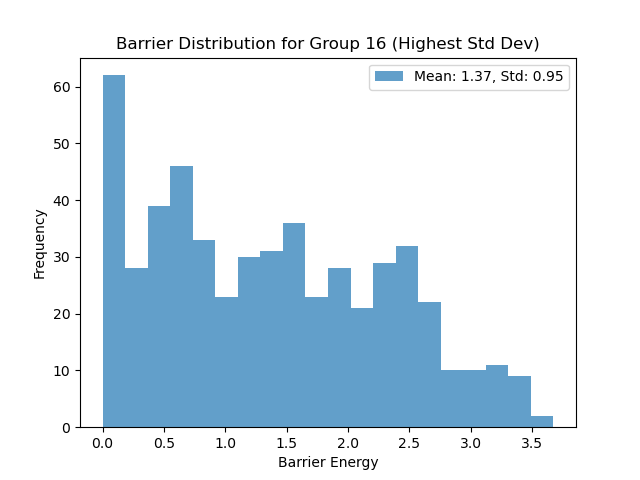 Barrier Distribution for Group 16 (Highest Std Dev)
Mean: 1.37, Std: 0.95
60
50
40
30
20
10
0
Frequency
0.0 0.5 1.0 1.5 2.0 2.5 3.0 3.5
Barrier Energy